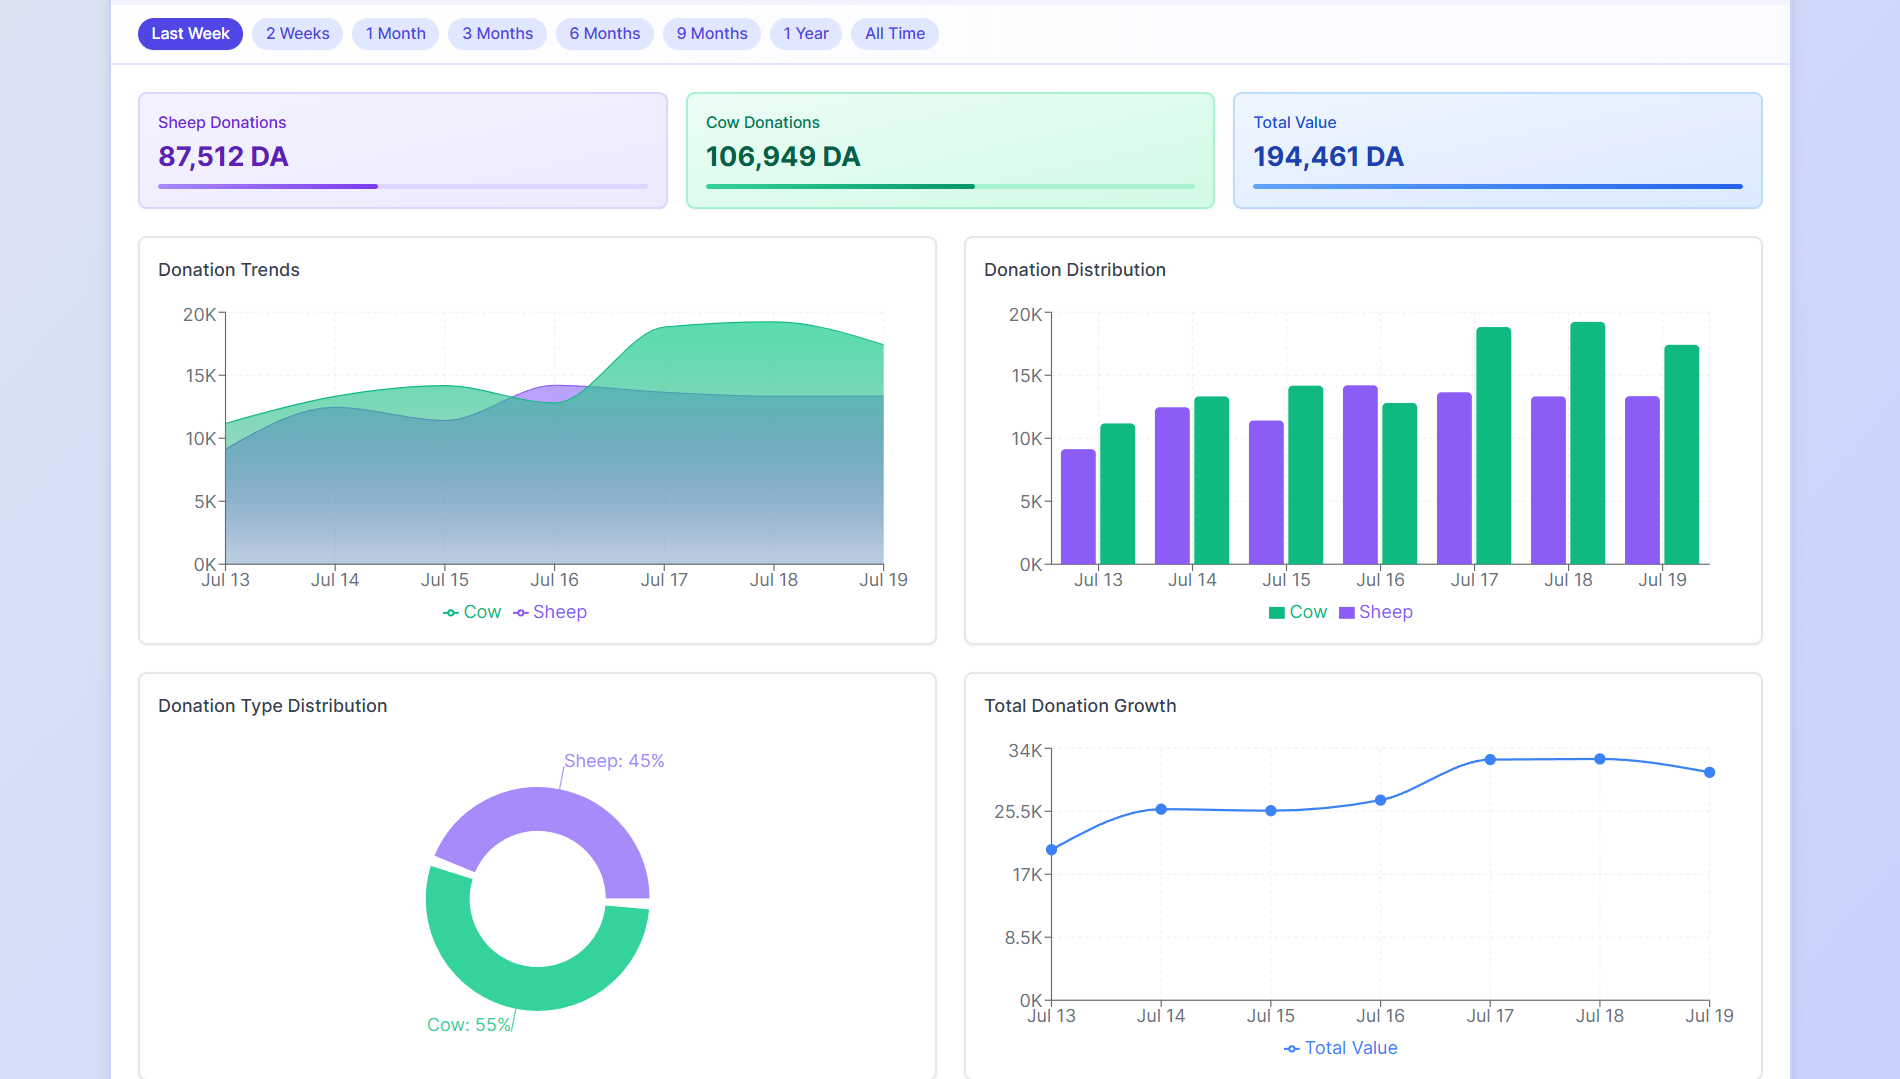 Last Week 2 Weeks 1 Month 3 Months 6 Months 9 Months 1 Year All Time
Sheep Donations
87,512 DA
Cow Donations
106,949 DA
Total Value
194,461 DA
Donation Trends
20K
15K
10K
5K
0K
Jul 13 Jul 14 Jul 15 Jul 16 Jul 17 Jul 18 Jul 19
Cow Sheep
Donation Distribution
20K
15K
10K
5K
0K
Jul 13 Jul 14 Jul 15 Jul 16 Jul 17 Jul 18 Jul 19
Cow Sheep
Donation Type Distribution
Sheep: 45%
Cow: 55%
Total Donation Growth
34K
25.5K
17K
8.5K
0K
Jul 13 Jul 14 Jul 15 Jul 16 Jul 17 Jul 18 Jul 19
Total Value